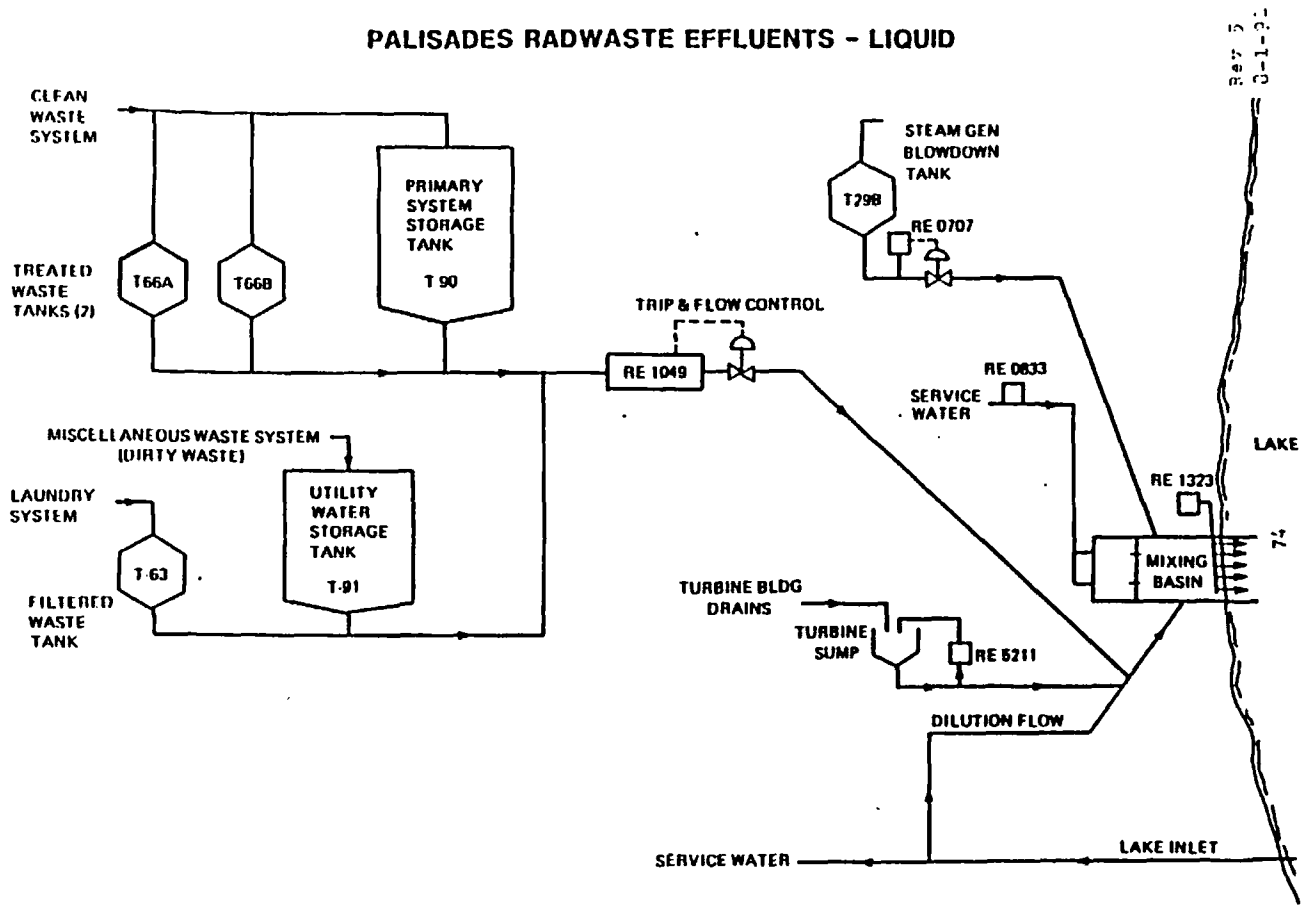 PALISADES RADWASTE EFFLUENTS – LIQUID
Rev 5
CLEAN
WASTE
SYSTEM
PRIMARY
SYSTEM
STORAGE
TANK
T-90
T66A
T66B
TREATED
WASTE
TANKS (2)
STEAM GEN
BLOWDOWN
TANK
T29B
RE 0707
TRIP & FLOW CONTROL
RE 1049
RE 0833
SERVICE
WATER
LAKE
RE 1323
MIXING
BASIN
74
MISCELLANEOUS WASTE SYSTEM
(DIRTY WASTE)
LAUNDRY
SYSTEM
UTILITY
WATER
STORAGE
TANK
T-91
T-63
FILTERED
WASTE
TANK
TURBINE BLDG
DRAINS
TURBINE
SUMP
RE 5211
DILUTION FLOW
LAKE INLET
SERVICE WATER